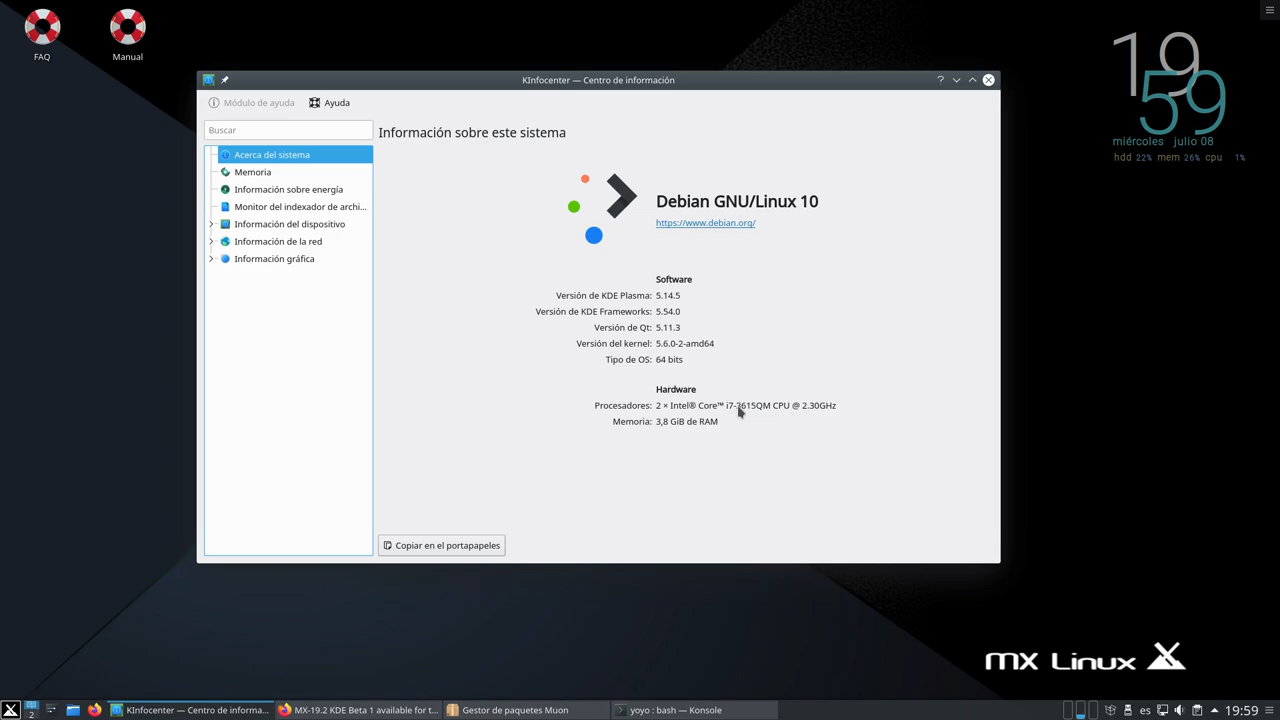 FAQ
Manual
19
59
miércoles julio 08
hdd 22% mem 26% cpu 1%
KInfocenter — Centro de información
Módulo de ayuda
Ayuda
Buscar
Acerca del sistema
Memoria
Información sobre energía
Monitor del indexador de archi...
Información del dispositivo
Información de la red
Información gráfica
Información sobre este sistema
Debian GNU/Linux 10
https://www.debian.org/
Software
Versión de KDE Plasma: 5.14.5
Versión de KDE Frameworks: 5.54.0
Versión de Qt: 5.11.3
Versión del kernel: 5.6.0-2-amd64
Tipo de OS: 64 bits
Hardware
Procesadores: 2 × Intel® Core™ i7-3615QM CPU @ 2.30GHz
Memoria: 3,8 GiB de RAM
Copiar en el portapapeles
MX Linux
2
KInfocenter — Centro de informa...
MX-19.2 KDE Beta 1 available for t...
Gestor de paquetes Muon
yoyo : bash — Konsole
es
19:59